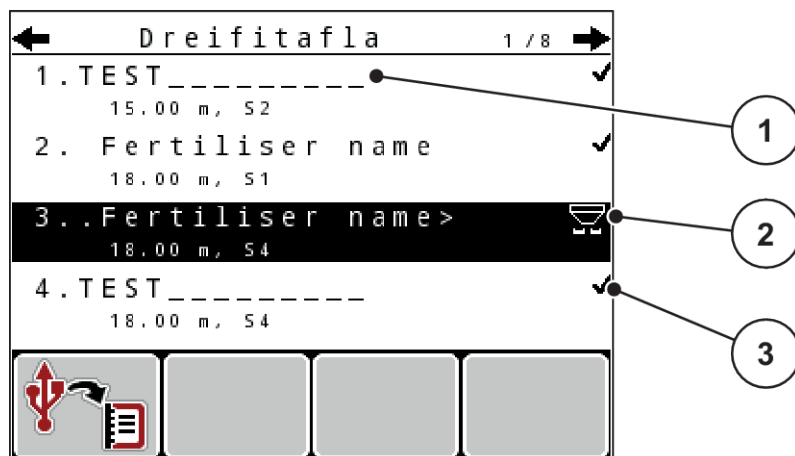 Dreifitafla 1/8
1.TEST_________
15.00 m, S2
2. Fertiliser name
18.00 m, S1
3..Fertiliser name>
18.00 m, S4
4.TEST_________
18.00 m, S4
1
2
3